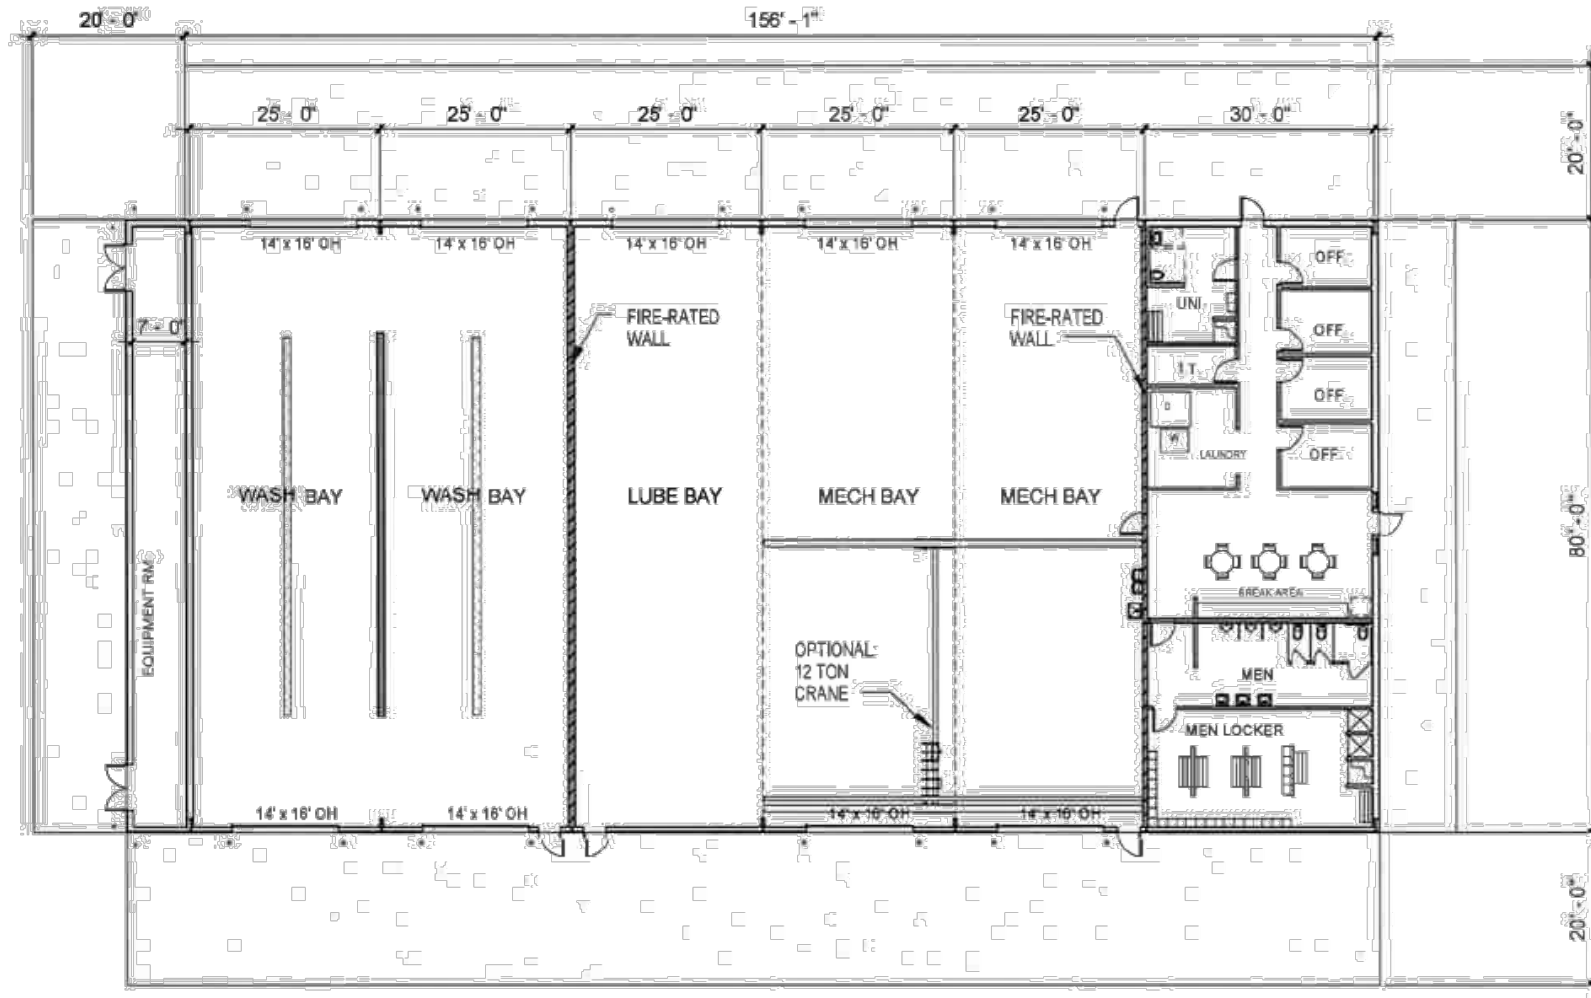 20' - 0"
156' - 1"
25' - 0"
25' - 0"
25' - 0"
25' - 0"
25' - 0"
30' - 0"
20' - 0"
14' x 16' OH
14' x 16' OH
14' x 16' OH
14' x 16' OH
14' x 16' OH
OFF
UNI
7' - 0"
FIRE-RATED
WALL
FIRE-RATED
WALL
OFF
I.T.
OFF
D
W
LAUNDRY
OFF
WASH BAY
WASH BAY
LUBE BAY
MECH BAY
MECH BAY
80' - 0"
EQUIPMENT RM
BREAK AREA
OPTIONAL:
12 TON
CRANE
MEN
MEN LOCKER
14' x 16' OH
14' x 16' OH
14' x 16' OH
14' x 16' OH
20' - 0"